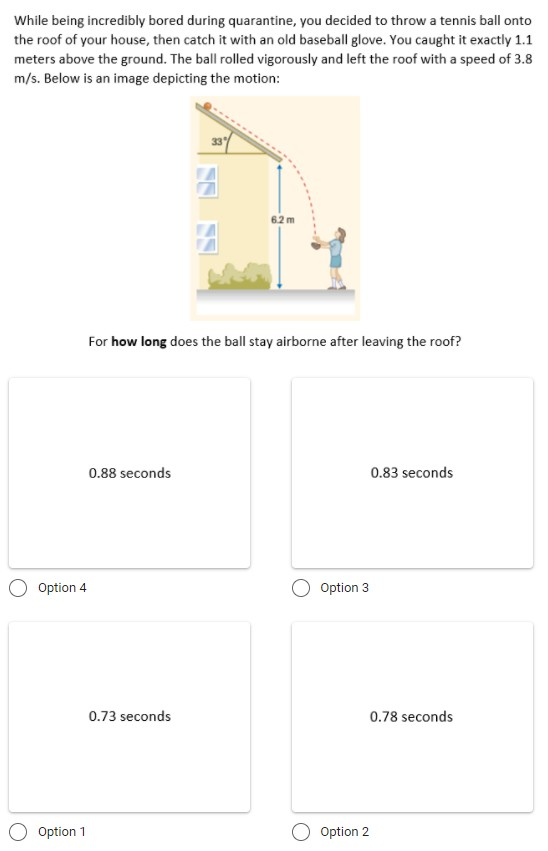 While being incredibly bored during quarantine, you decided to throw a tennis ball onto
the roof of your house, then catch it with an old baseball glove. You caught it exactly 1.1
meters above the ground. The ball rolled vigorously and left the roof with a speed of 3.8
m/s. Below is an image depicting the motion:
33°
6.2 m
For how long does the ball stay airborne after leaving the roof?
0.88 seconds
0.83 seconds
Option 4
Option 3
0.73 seconds
0.78 seconds
Option 1
Option 2